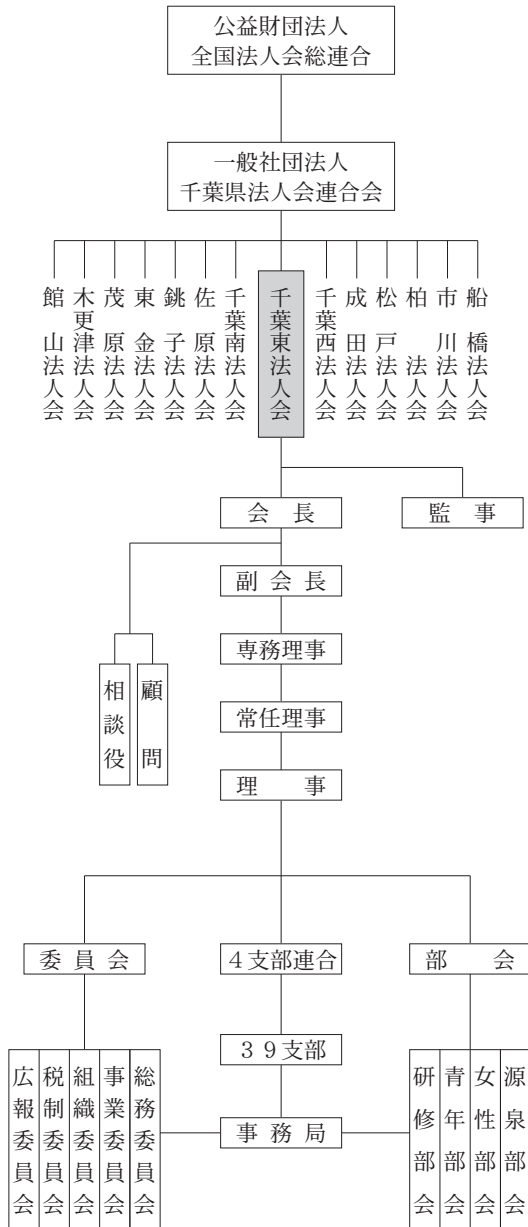 公益財団法人
全国法人会総連合
一般社団法人
千葉県法人会連合会
船橋法人会
市川法人会
柏法人会
松戸法人会
成田法人会
千葉西法人会
千葉東法人会
千葉南法人会
佐原法人会
銚子法人会
東金法人会
茂原法人会
木更津法人会
館山法人会
会長
監事
副会長
専務理事
顧問
相談役
常任理事
理事
委員会
4支部連合
部会
39支部
総務委員会
事業委員会
組織委員会
税制委員会
広報委員会
事務局
源泉部会
女性部会
青年部会
研修部会